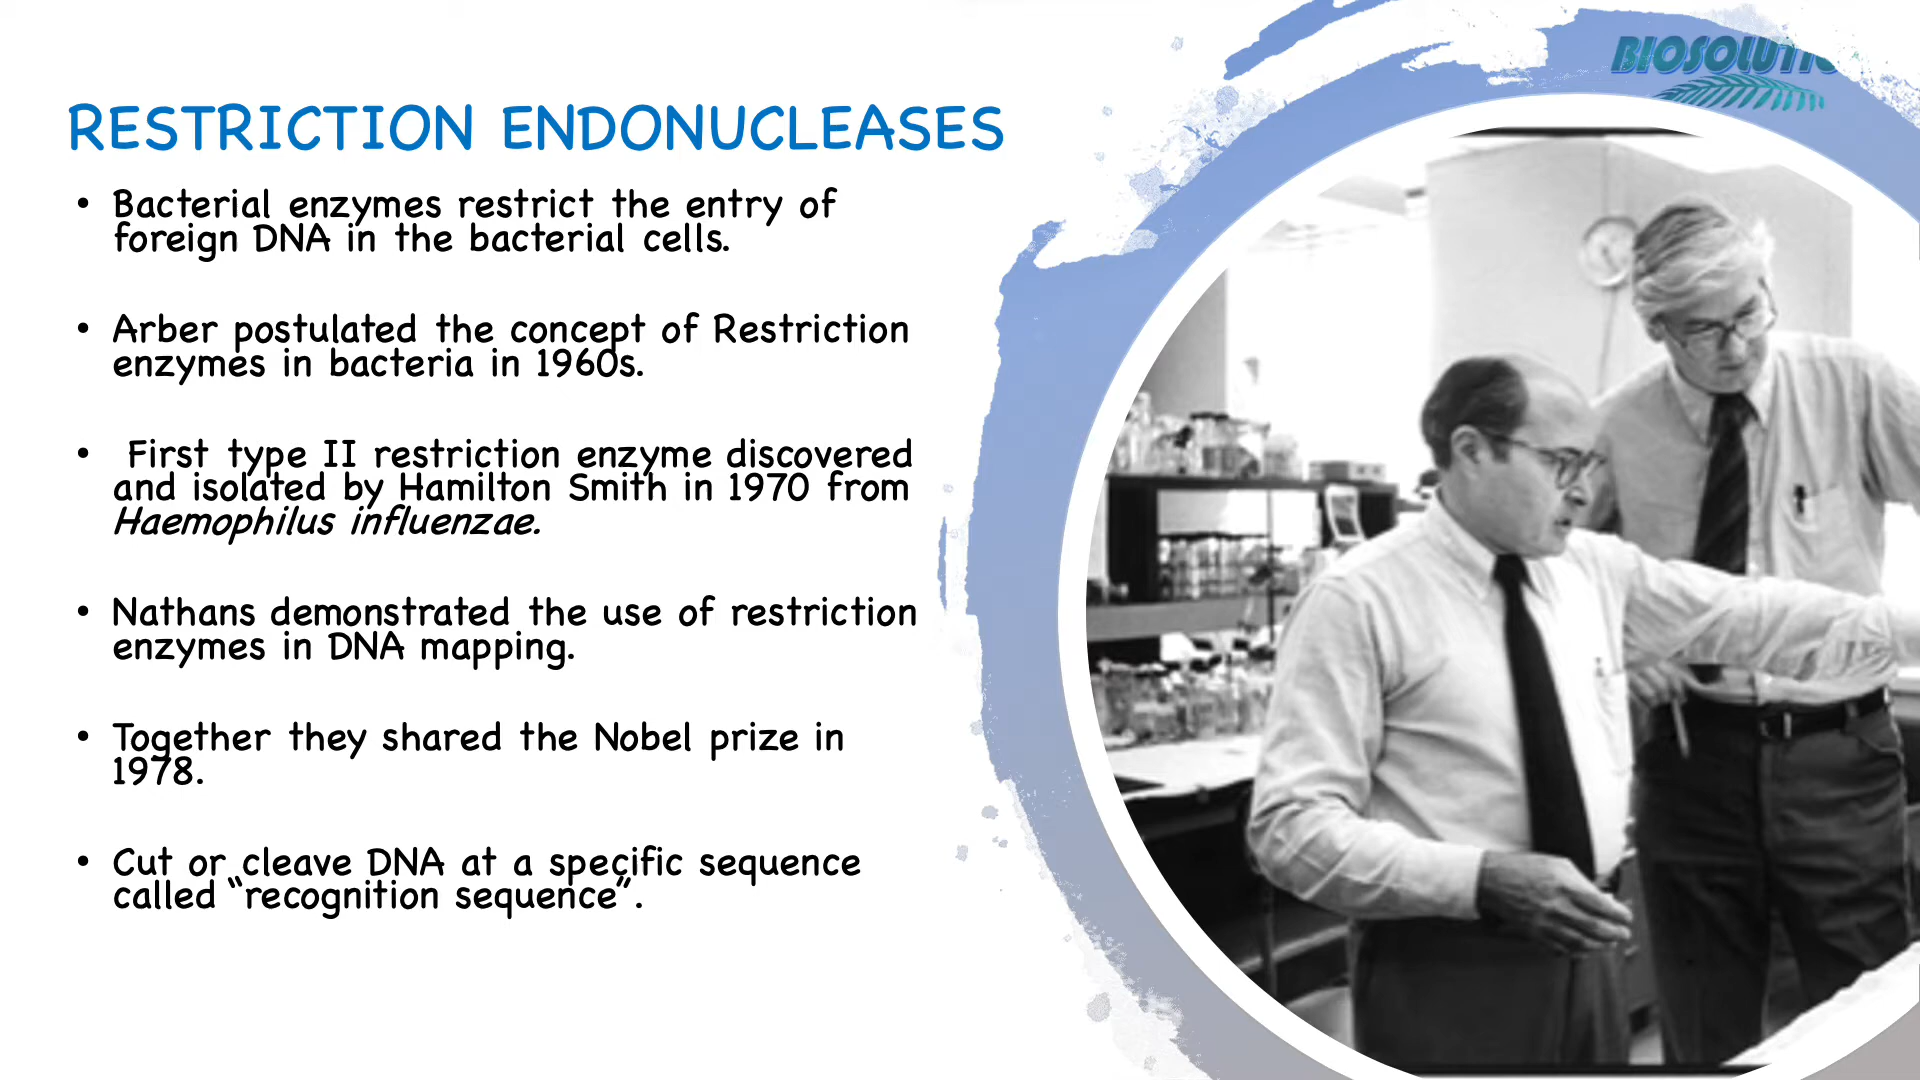 BIOSOLUTIO
RESTRICTION ENDONUCLEASES
• Bacterial enzymes restrict the entry of
foreign DNA in the bacterial cells.
• Arber postulated the concept of Restriction
enzymes in bacteria in 1960s.
• First type II restriction enzyme discovered
and isolated by Hamilton Smith in 1970 from
Haemophilus influenzae.
• Nathans demonstrated the use of restriction
enzymes in DNA mapping.
• Together they shared the Nobel prize in
1978.
• Cut or cleave DNA at a specific sequence
called “recognition sequence”.